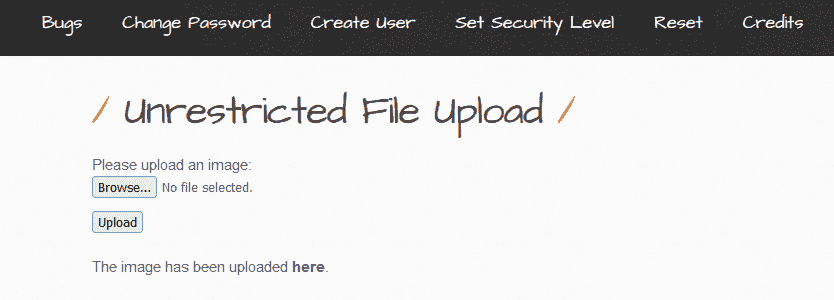 Bugs Change Password Create User Set Security Level Reset Credits
/ Unrestricted File Upload /
Please upload an image:
Browse... No file selected.
Upload
The image has been uploaded here.